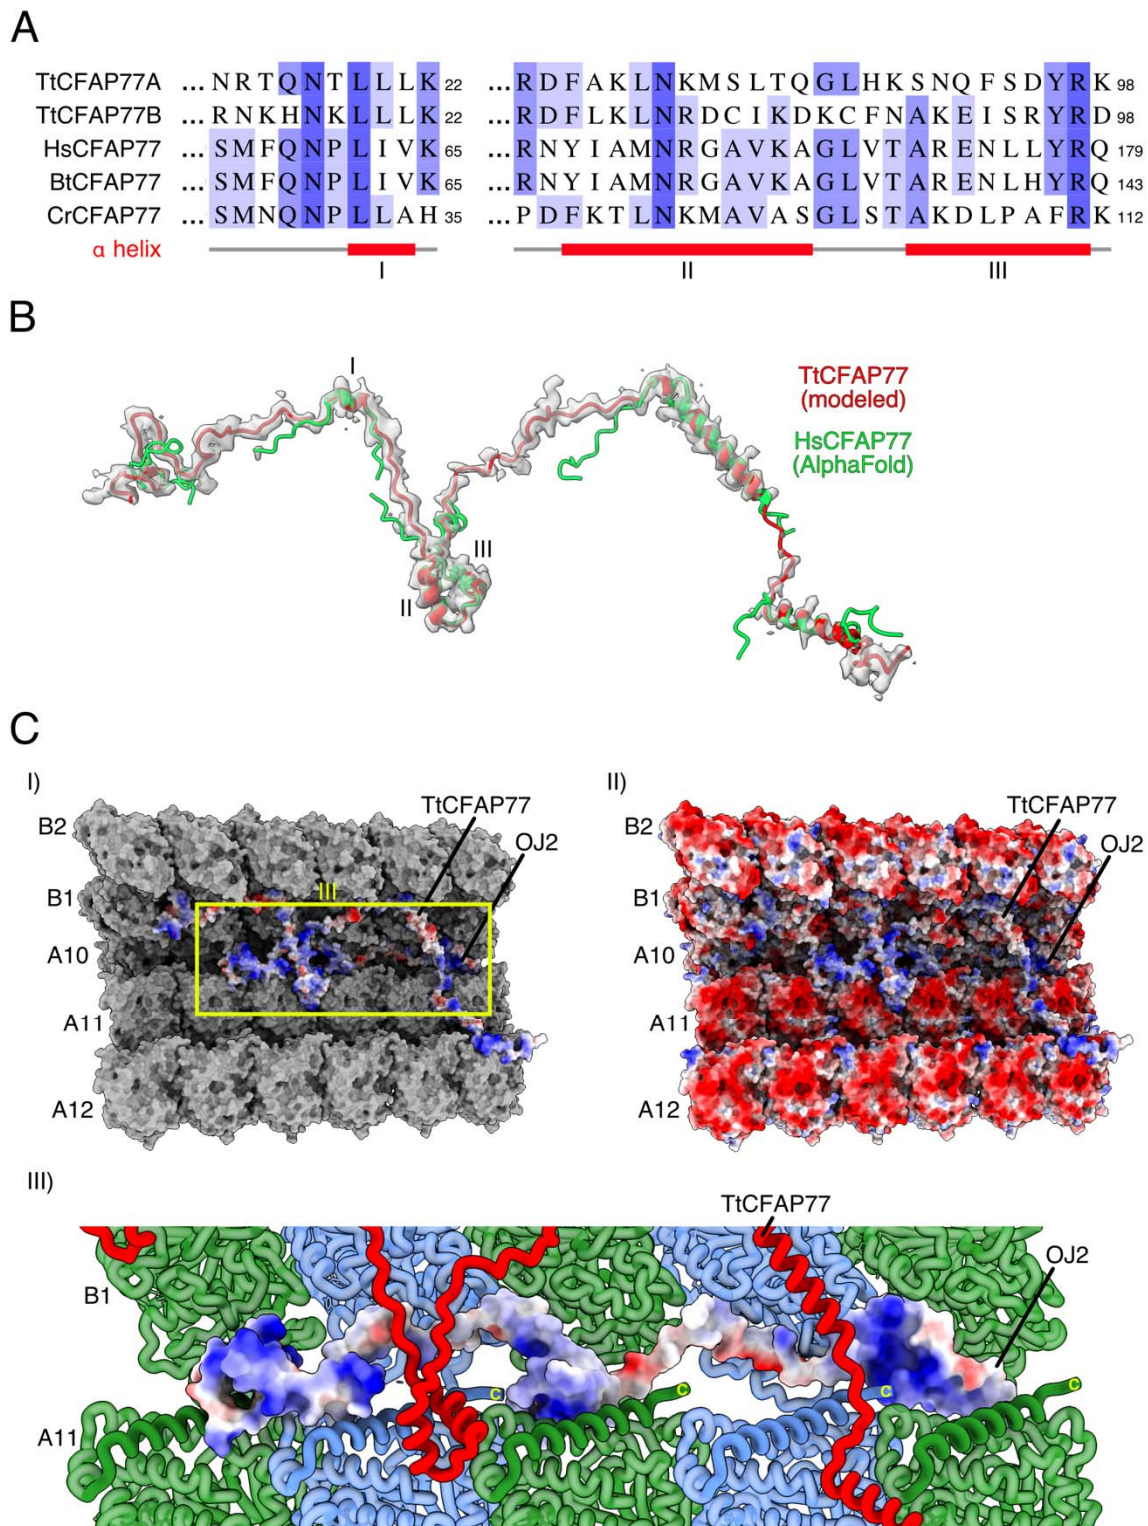 A
TtCFAP77A ... N R T Q N T L L L K 22 R D F A K L N K M S L T Q G L H K S N Q F S D Y R K 98
TtCFAP77B ... R N K H N K L L L K 22 ... R D F L K L N R D C I K D K C F N A K E I S R Y R D 98
HsCFAP77 ... S M F Q N P L I V K 65 ... R N Y I A M N R G A V K A G L V T A R E N L L Y R Q 179
BtCFAP77 ... S M F Q N P L I V K 65 ... R N Y I A M N R G A V K A G L V T A R E N L H Y R Q 143
CrCFAP77 ... S M N Q N P L L A H 35 ... P D F K T L N K M A V A S G L S T A K D L P A F R K 112
α helix
I II III
B
I
TtCFAP77
(modeled)
HsCFAP77
(AlphaFold)
III
II
C
I)
TtCFAP77
OJ2
B2
B1
III
A10
A11
A12
II)
TtCFAP77
OJ2
B2
B1
A10
A11
A12
III)
TtCFAP77
OJ2
B1
C
C
C
C
A11